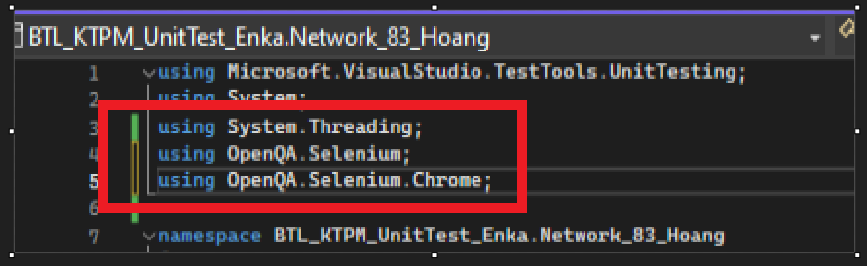 BTL_KTPM_UnitTest_Enka.Network_83_Hoang
1 using Microsoft.VisualStudio.TestTools.UnitTesting;
2 using System;
3 using System.Threading;
4 using OpenQA.Selenium;
5 using OpenQA.Selenium.Chrome;
6
7 namespace BTL_KTPM_UnitTest_Enka.Network_83_Hoang